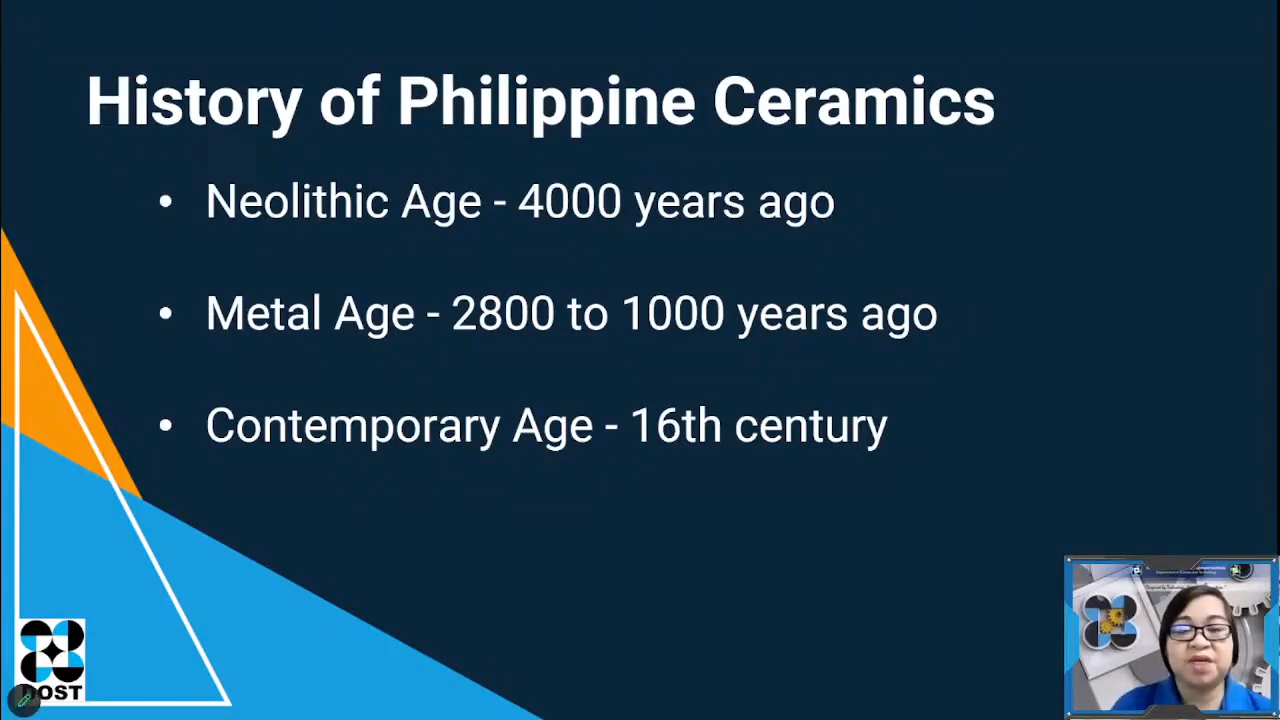 History of Philippine Ceramics
• Neolithic Age - 4000 years ago
• Metal Age - 2800 to 1000 years ago
• Contemporary Age - 16th century
DOST